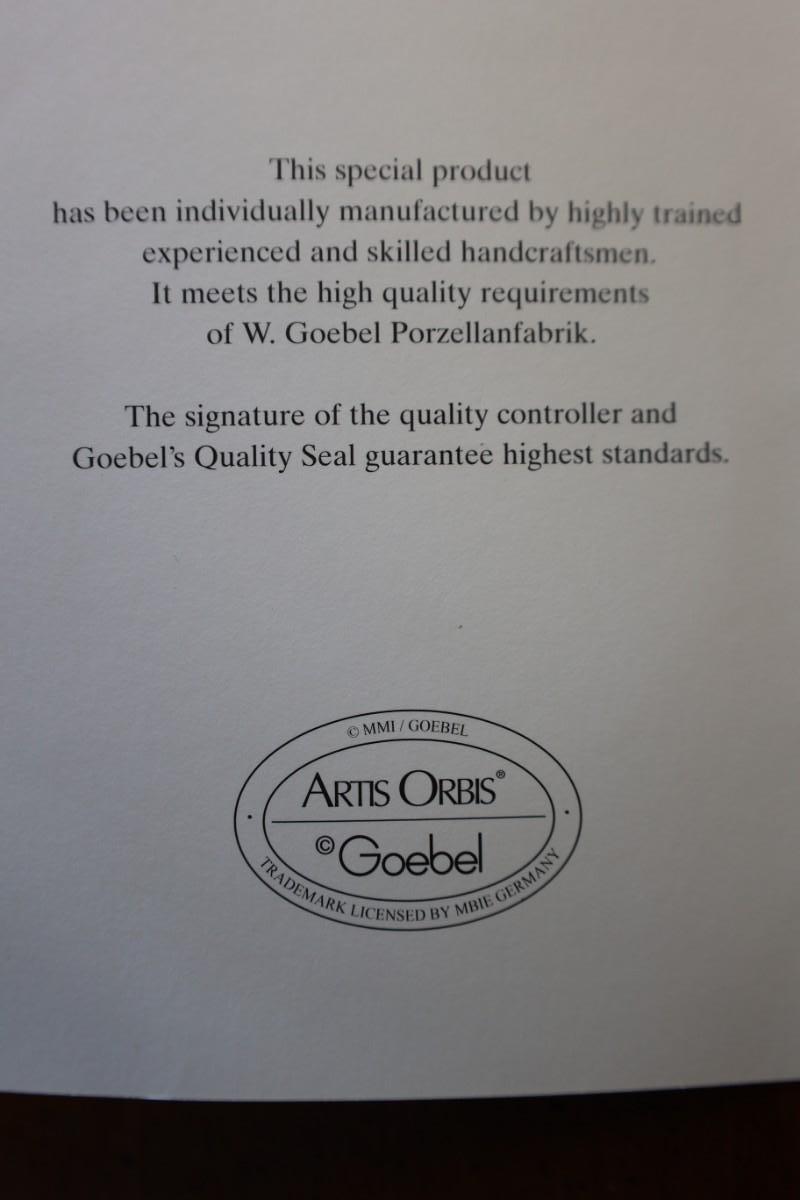 This special product
has been individually manufactured by highly trained
experienced and skilled handcraftsmen.
It meets the high quality requirements
of W. Goebel Porzellanfabrik.
The signature of the quality controller and
Goebel's Quality Seal guarantee highest standards.
© MMI / GOEBEL
ARTIS ORBIS®
©Goebel
TRADEMARK LICENSED BY MBIE GERMANY